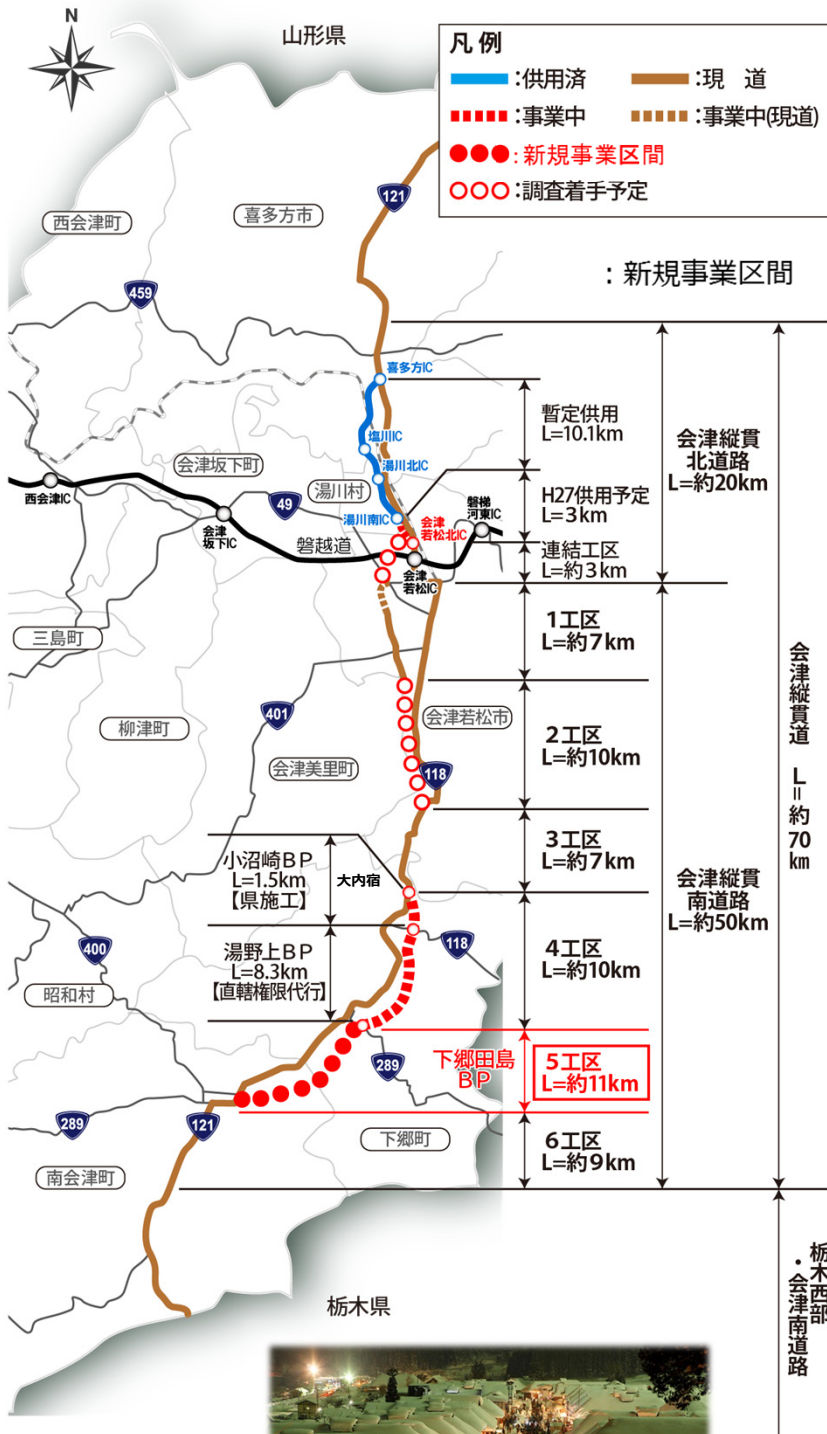 N
山形県
凡例
:供用済
:現 道
:事業中
:事業中(現道)
:新規事業区間
:調査着手予定
:新規事業区間
121
西会津町
喜多方市
459
喜多方IC
暫定供用
L=10.1km
会津縦貫
北道路
L=約20km
塩川IC
湯川北IC
会津坂下町
湯川村
西会津IC
49
会津
坂下IC
湯川南IC
会津
若松北IC
磐梯
河東IC
H27供用予定
L=3km
磐越道
会津
若松IC
連結工区
L=約3km
三島町
1工区
L=約7km
会津縦貫道 L=約70km
柳津町
401
会津若松市
会津美里町
2工区
L=約10km
118
小沼崎BP
L=1.5km
【県施工】
大内宿
3工区
L=約7km
会津縦貫
南道路
L=約50km
400
湯野上BP
L=8.3km
【直轄権限代行】
118
4工区
L=約10km
昭和村
下郷田島
BP
5工区
L=約11km
289
289
121
下郷町
6工区
L=約9km
南会津町
栃木西部
・会津南道路
栃木県